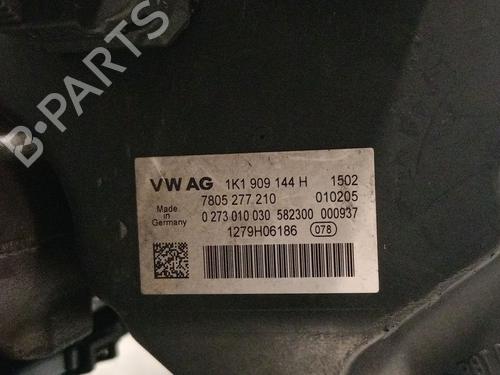 B-PARTS
VW AG 1K1 909 144 H 1502
7805 277 210 010205
Made in Germany 0 273 010 030 582300 000937
1279H06186 078